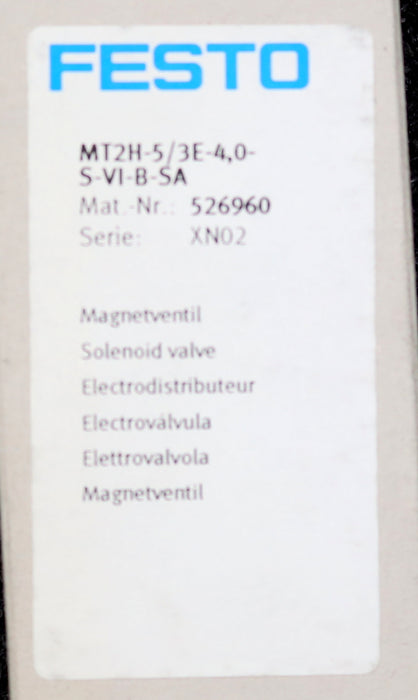 FESTO
MT2H-5/3E-4,0-
S-VI-B-SA
Mat.-Nr.: 526960
Serie: XN02
Magnetventil
Solenoid valve
Electrodistributeur
Electroválvula
Elettrovalvola
Magnetventil